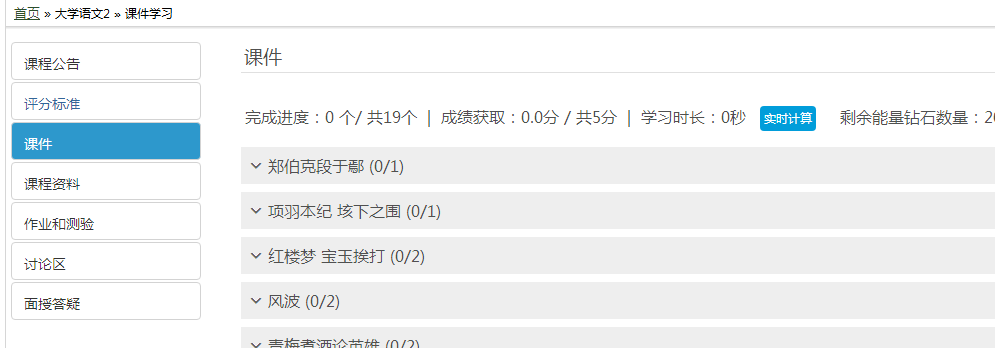 首页 » 大学语文2 » 课件学习
课程公告
评分标准
课件
课程资料
作业和测验
讨论区
面授答疑
课件
完成进度：0 个/ 共19个 | 成绩获取：0.0分 / 共5分 | 学习时长：0秒 实时计算 剩余能量钻石数量：20
郑伯克段于鄢 (0/1)
项羽本纪 垓下之围 (0/1)
红楼梦 宝玉挨打 (0/2)
风波 (0/2)
青梅煮酒论英雄 (0/2)